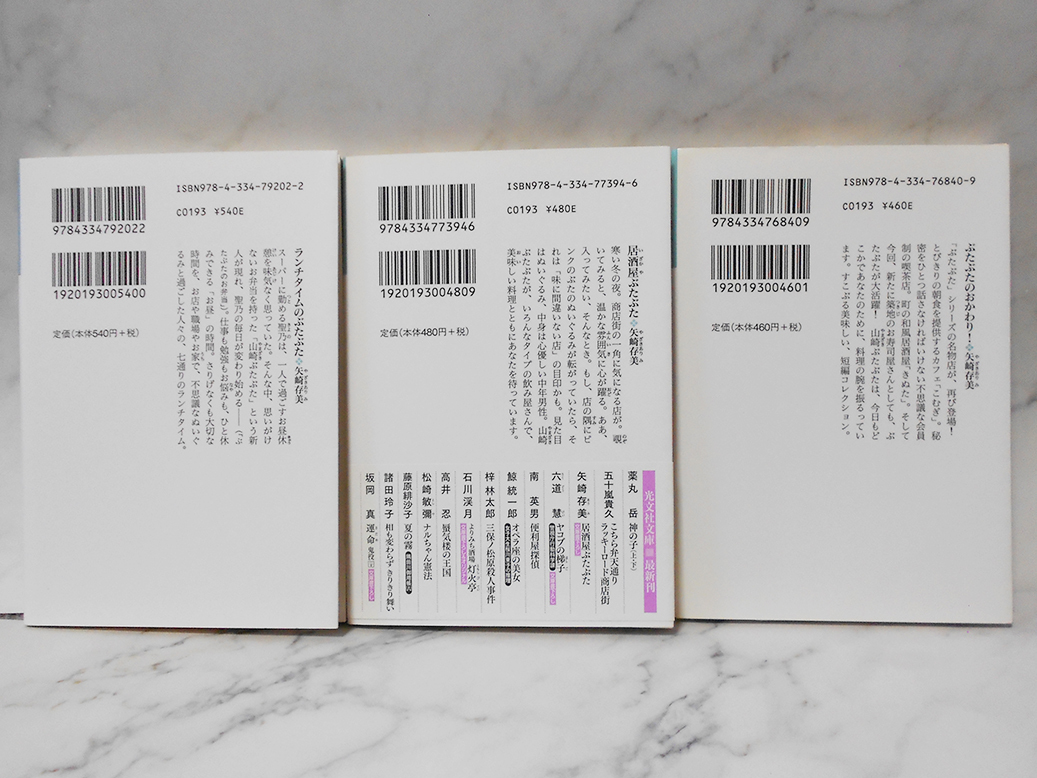 ISBN978-4-334-79202-2
C0193 ¥540E
9784334792022
1920193005400
定価(本体540円+税)
ランチタイムのぶたぶた❖矢崎存美
スーパーに勤める聖乃は、一人で過ごすお昼休
憩を味気なく思っていた。そんな中、思いがけ
ないお弁当を持った「山崎ぶたぶた」という新
人が現れ、聖乃の毎日が変わり始める――（「ぶ
たぶたのお弁当」）。仕事も勉強もお悩みも、ひと休
みできる「お昼」の時間。さりげなくも大切な
時間を、お店や職場やお家で、不思議なぬいぐ
るみと過ごした人々の、七通りのランチタイム。
ISBN978-4-334-77394-6
C0193 ¥480E
9784334773946
1920193004809
定価(本体480円+税)
居酒屋ぶたぶた❖矢崎存美
寒い冬の夜。商店街の一角に気になる店が。覗
いてみると、温かな雰囲気に心が躍る。ああ、
入ってみたい、そんなとき。もし、店の隅にピ
ンクのぶたのぬいぐるみが転がっていたら、そ
れは「味に間違いない店」の目印かも。見た目
はぬいぐるみ、中身は心優しい中年男性。山崎
ぶたぶたが、いろんなタイプの飲み屋さんで、
美味しい料理とともにあなたを待っています。
光文社文庫 最新刊
薬丸 岳 神の子(上・下)
五十嵐貴久 こちら弁天通りラッキーロード商店街
矢崎存美 居酒屋ぶたぶた
六道 慧 ヤコブの梯子
南 英男 便利屋探偵
鯨 統一郎 オペラ座の美女
梓 林太郎 三保ノ松原殺人事件
石川渓月 よりみち酒場 灯火亭
高井 忍 蜃気楼の王国
松崎敏彌 ナルちゃん憲法
藤原緋沙子 夏の霧
諸田玲子 相も変わらず きりきり舞い
坂岡 真 運命
ISBN978-4-334-76840-9
C0193 ¥460E
9784334768409
1920193004601
定価(本体460円+税)
ぶたぶたのおかわり！❖矢崎存美
「ぶたぶた」シリーズの名物店が、再び登場！
とびきりの朝食を提供するカフェ「こむぎ」。秘
密をひとつ話さなければいけない不思議な会員
制の喫茶店。町の和風居酒屋「きぬた」。そして
今回、新たに築地のお寿司屋さんとしても、ぶ
たぶたが大活躍！ 山崎ぶたぶたは、今日もど
こかであなたのために、料理の腕を振るってい
ます。すこぶる美味しい、短編コレクション。